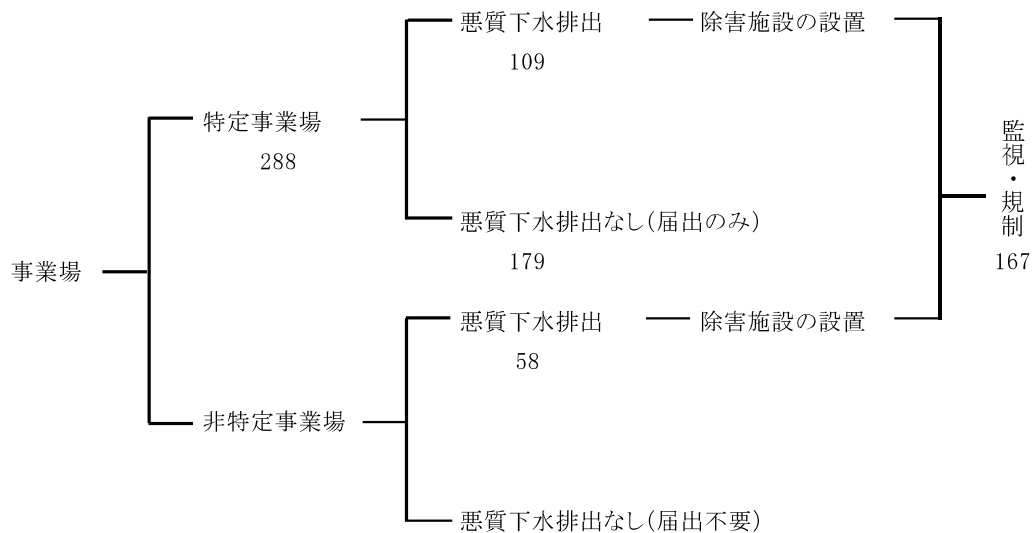 悪質下水排出
除害施設の設置
109
特定事業場
288
悪質下水排出なし(届出のみ)
179
監視・規制
167
事業場
悪質下水排出
除害施設の設置
58
非特定事業場
悪質下水排出なし(届出不要)